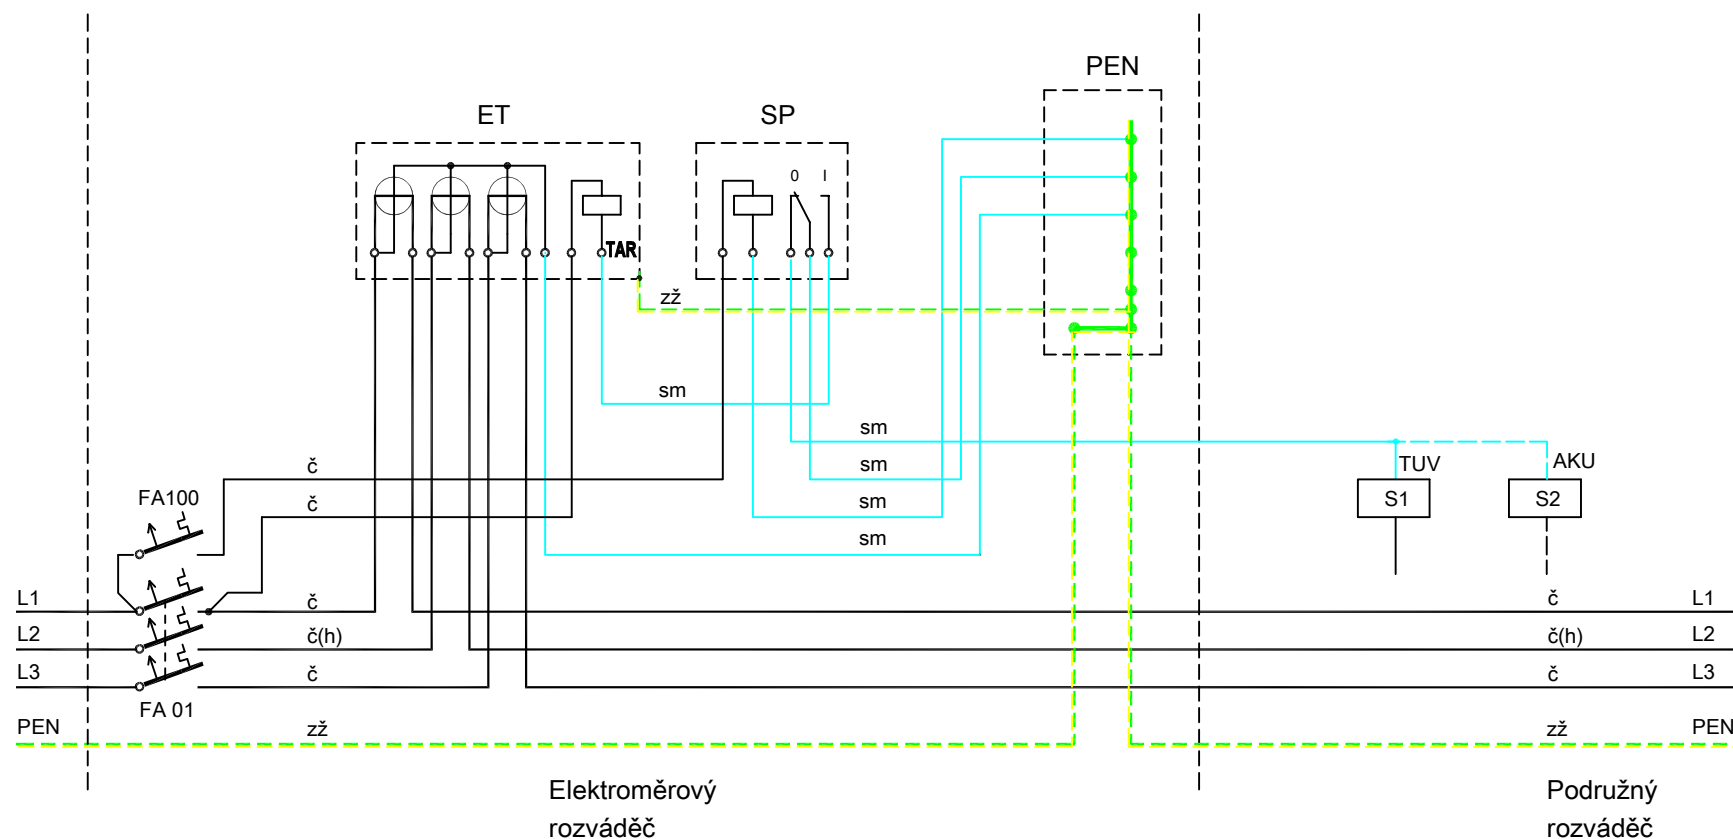 PEN
ET
SP
0 I
TAR
zž
sm
sm
TUV
AKU
č
sm
S1
S2
FA100
č
sm
sm
L1
č
č
L1
L2
č(h)
č(h)
L2
L3
č
č
L3
FA 01
PEN
zž
zž
PEN
Elektroměrový
rozváděč
Podružný
rozváděč